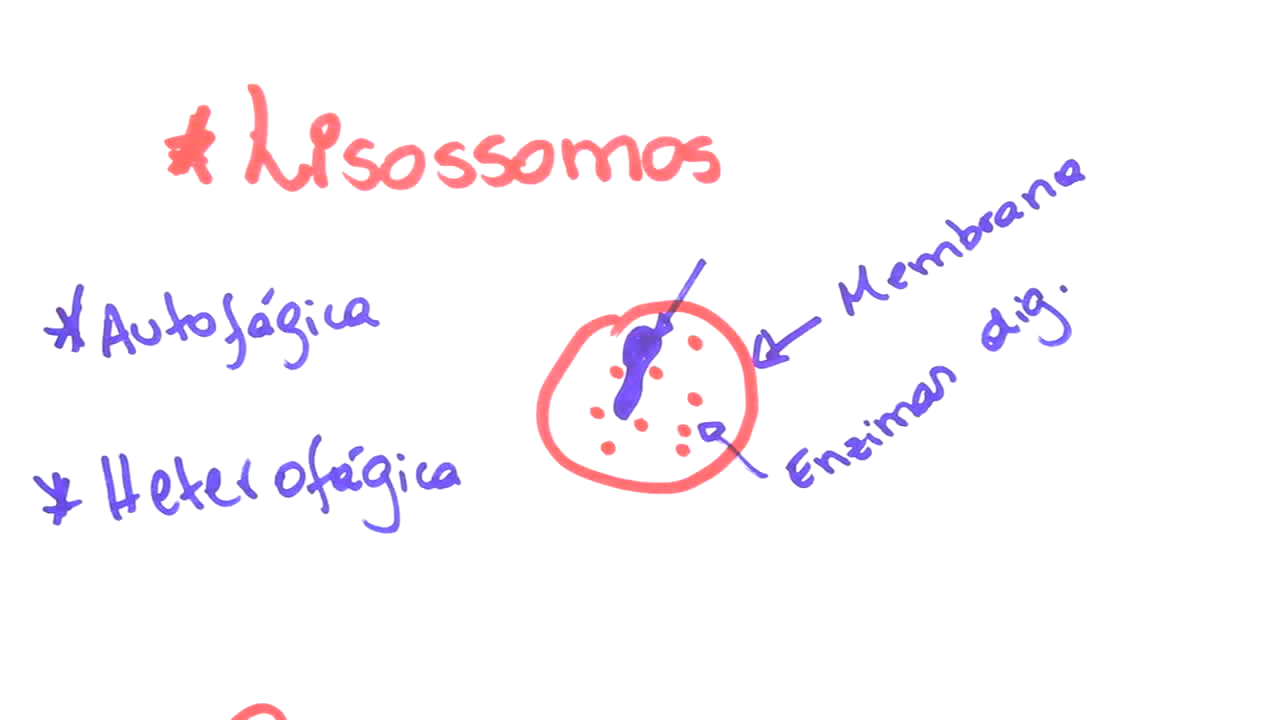 * Lisossomos
* Autofágica
* Heterofágica
Membrana
Enzimas dig.